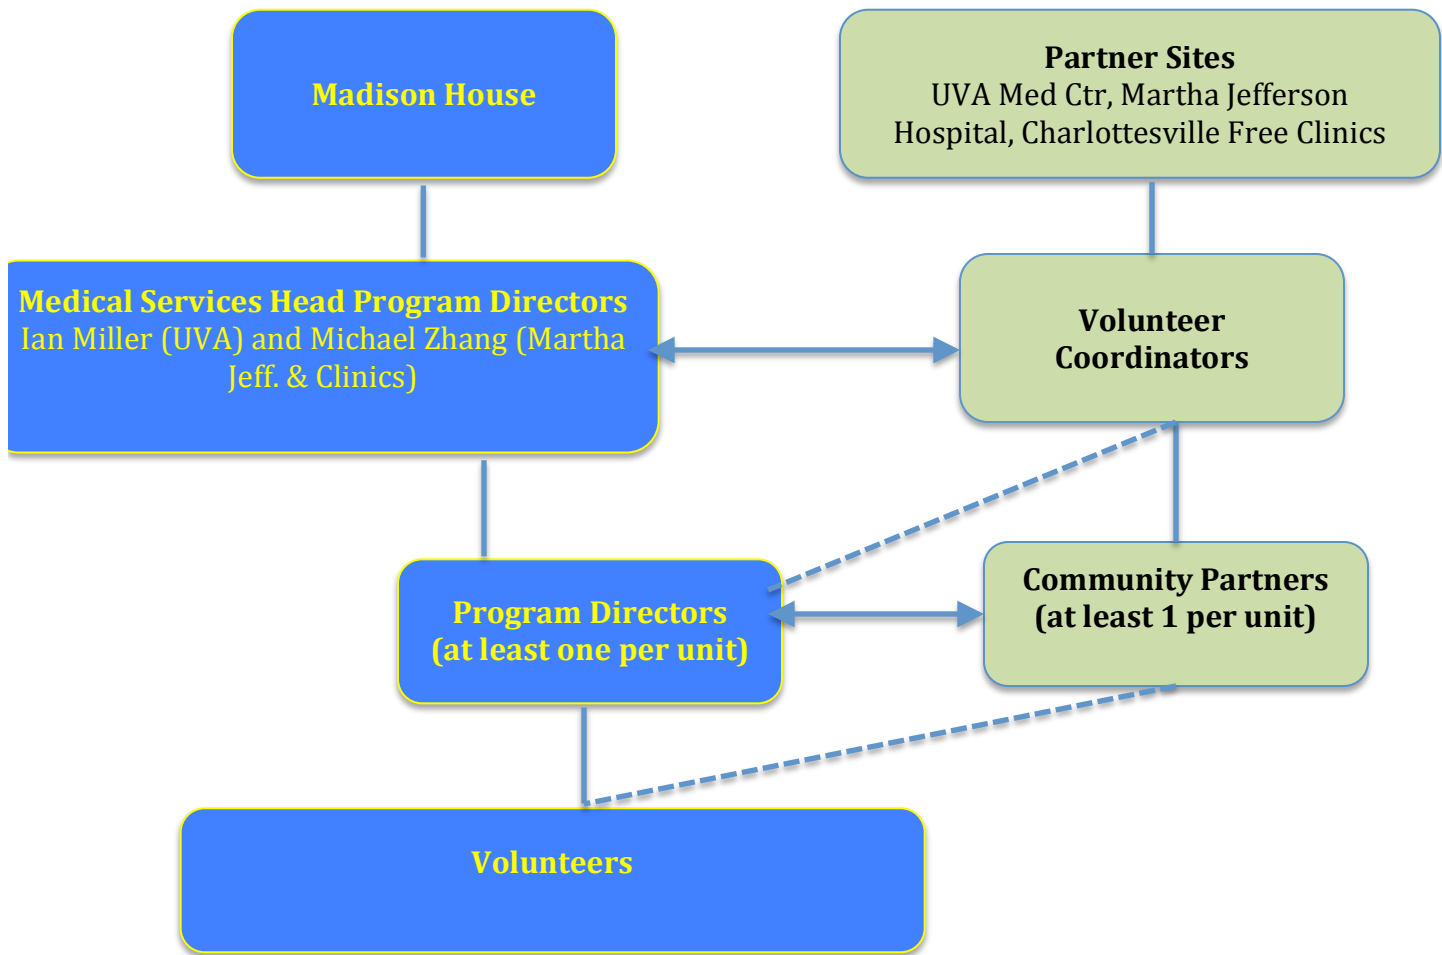 Madison House
Partner Sites
UVA Med Ctr, Martha Jefferson
Hospital, Charlottesville Free Clinics
Medical Services Head Program Directors
Ian Miller (UVA) and Michael Zhang (Martha
Jeff. & Clinics)
Volunteer
Coordinators
Program Directors
(at least one per unit)
Community Partners
(at least 1 per unit)
Volunteers